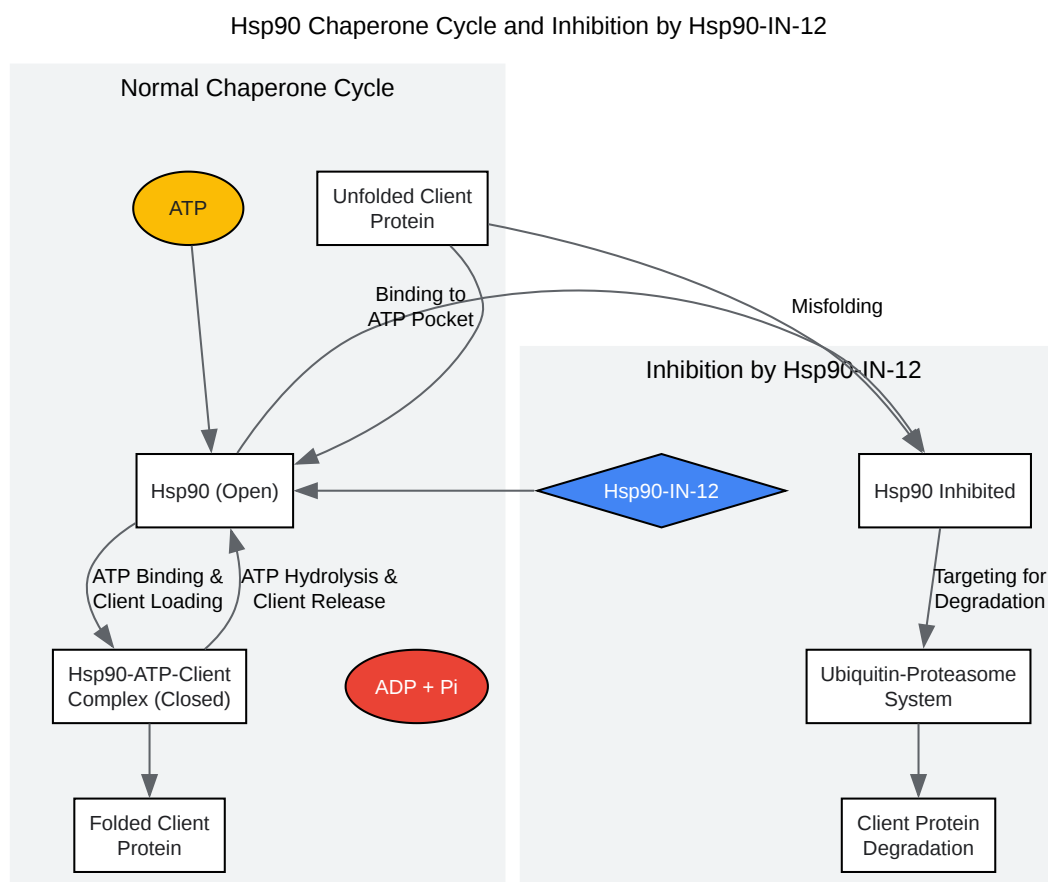 Hsp90 Chaperone Cycle and Inhibition by Hsp90-IN-12
Normal Chaperone Cycle
ATP
Unfolded Client
Protein
Binding to
ATP Pocket
Misfolding
Inhibition by Hsp90-IN-12
Hsp90 (Open)
Hsp90-IN-12
Hsp90 Inhibited
ATP Binding &
Client Loading
ATP Hydrolysis &
Client Release
Targeting for
Degradation
Hsp90-ATP-Client
Complex (Closed)
ADP + Pi
Ubiquitin-Proteasome
System
Folded Client
Protein
Client Protein
Degradation